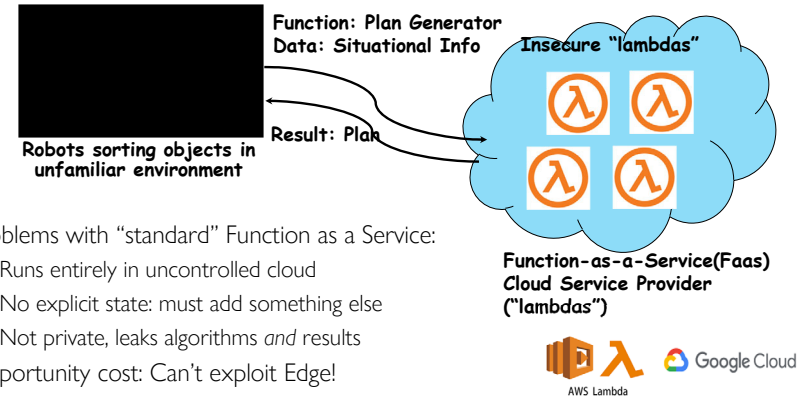 Function: Plan Generator
Data: Situational Info
Insecure “lambdas”
Result: Plan
Robots sorting objects in
unfamiliar environment
oblems with “standard” Function as a Service:
Runs entirely in uncontrolled cloud
No explicit state: must add something else
Not private, leaks algorithms and results
portunity cost: Can’t exploit Edge!
Function-as-a-Service(FaaS)
Cloud Service Provider
(“lambdas”)
AWS Lambda
Google Cloud